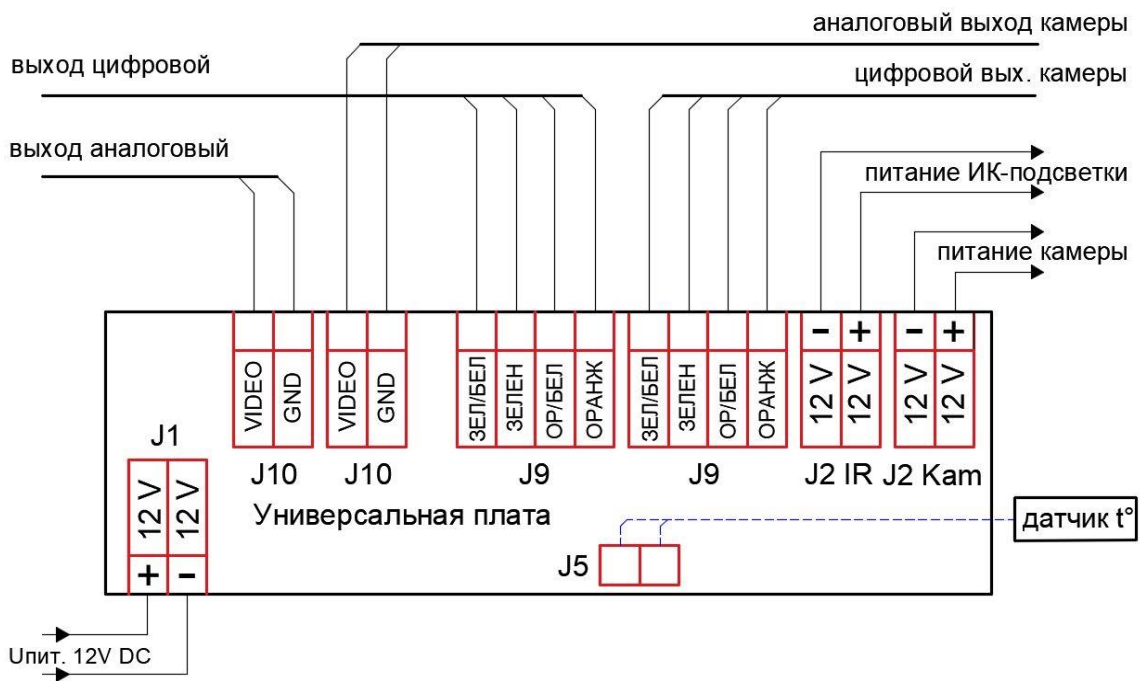 аналоговый выход камеры
выход цифровой
цифровой вых. камеры
выход аналоговый
питание ИК-подсветки
питание камеры
VIDEO GND VIDEO GND ЗЕЛ/БЕЛ ЗЕЛЕН ОР/БЕЛ ОРАНЖ ЗЕЛ/БЕЛ ЗЕЛЕН ОР/БЕЛ ОРАНЖ − 12 V + 12 V − 12 V + 12 V
J1
J10 J10 J9 J9 J2 IR J2 Kam
12 V 12 V
Универсальная плата
датчик t°
J5
+ −
Uпит. 12V DC